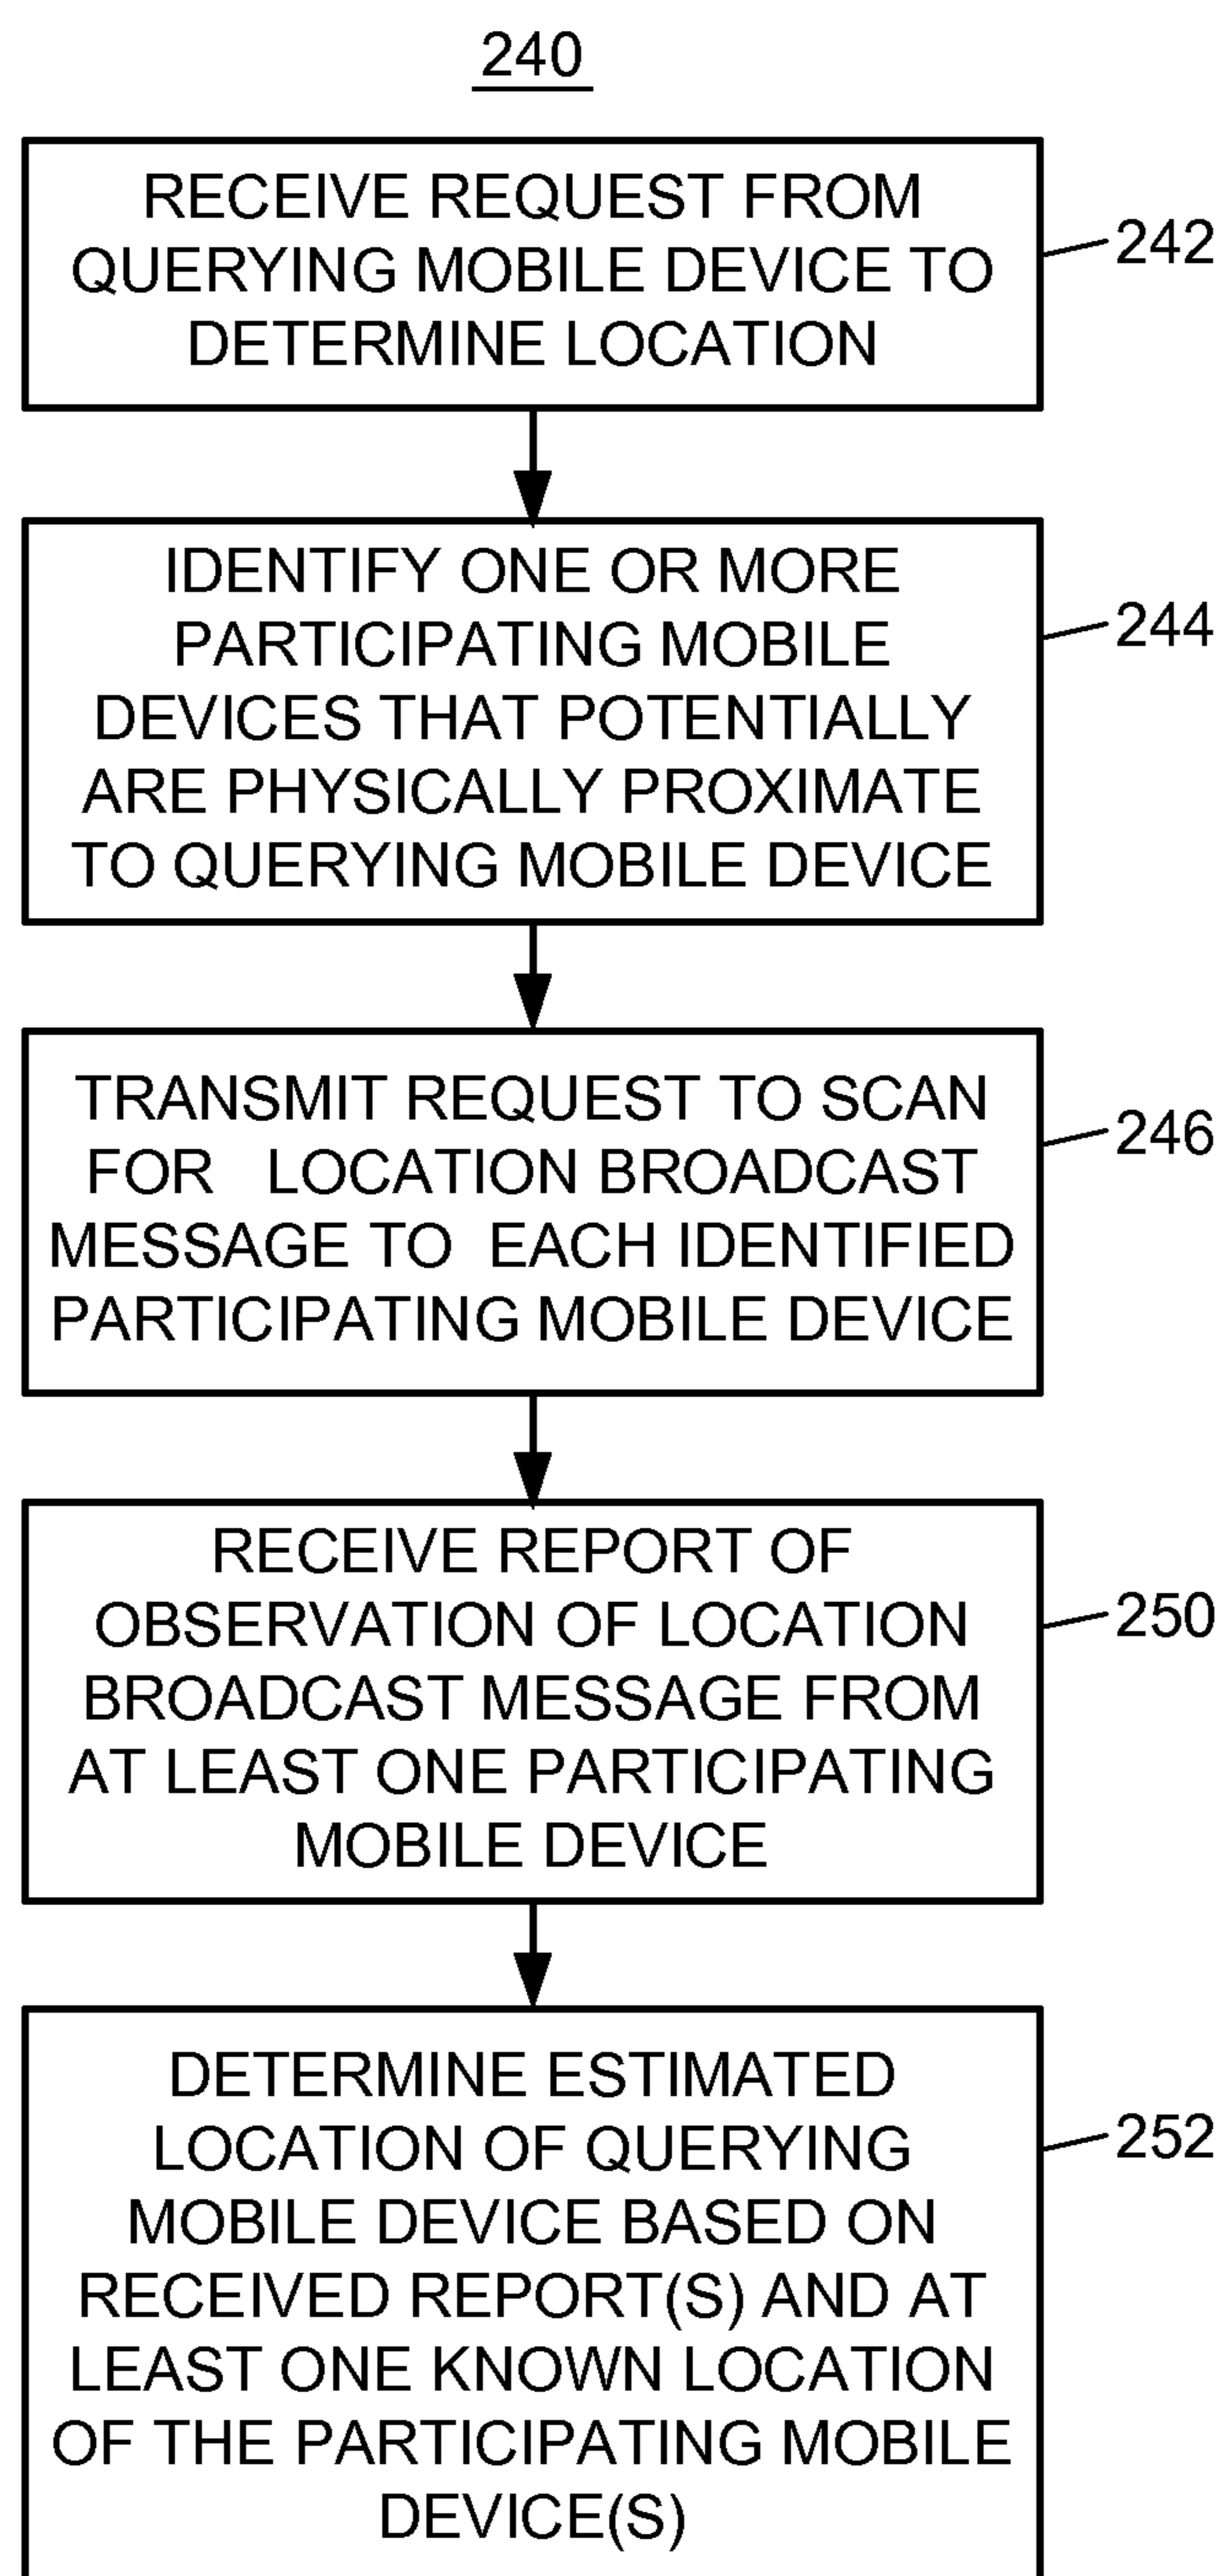 240
RECEIVE REQUEST FROM
QUERYING MOBILE DEVICE TO
DETERMINE LOCATION
242
IDENTIFY ONE OR MORE
PARTICIPATING MOBILE
DEVICES THAT POTENTIALLY
ARE PHYSICALLY PROXIMATE
TO QUERYING MOBILE DEVICE
244
TRANSMIT REQUEST TO SCAN
FOR LOCATION BROADCAST
MESSAGE TO EACH IDENTIFIED
PARTICIPATING MOBILE DEVICE
246
RECEIVE REPORT OF
OBSERVATION OF LOCATION
BROADCAST MESSAGE FROM
AT LEAST ONE PARTICIPATING
MOBILE DEVICE
250
DETERMINE ESTIMATED
LOCATION OF QUERYING
MOBILE DEVICE BASED ON
RECEIVED REPORT(S) AND AT
LEAST ONE KNOWN LOCATION
OF THE PARTICIPATING MOBILE
DEVICE(S)
252